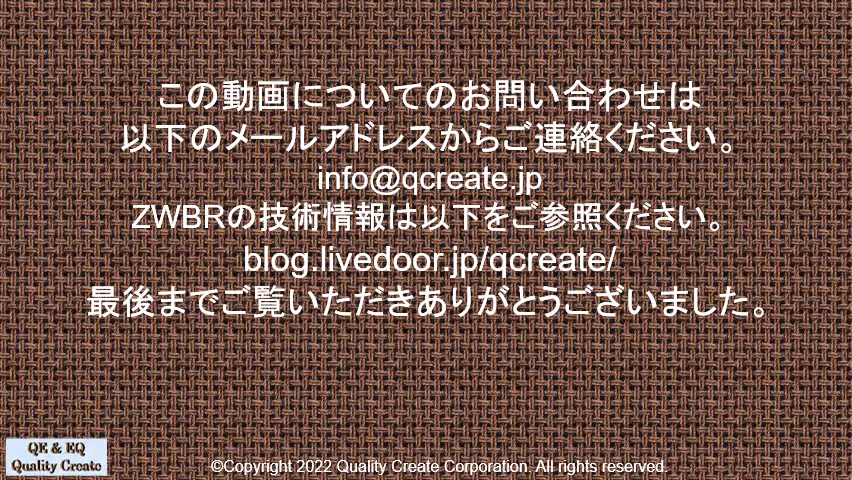 この動画についてのお問い合わせは
以下のメールアドレスからご連絡ください。
info@qcreate.jp
ZWBRの技術情報は以下をご参照ください。
blog.livedoor.jp/qcreate/
最後までご覧いただきありがとうございました。
QE & EQ
Quality Create
©Copyright 2022 Quality Create Corporation. All rights reserved.